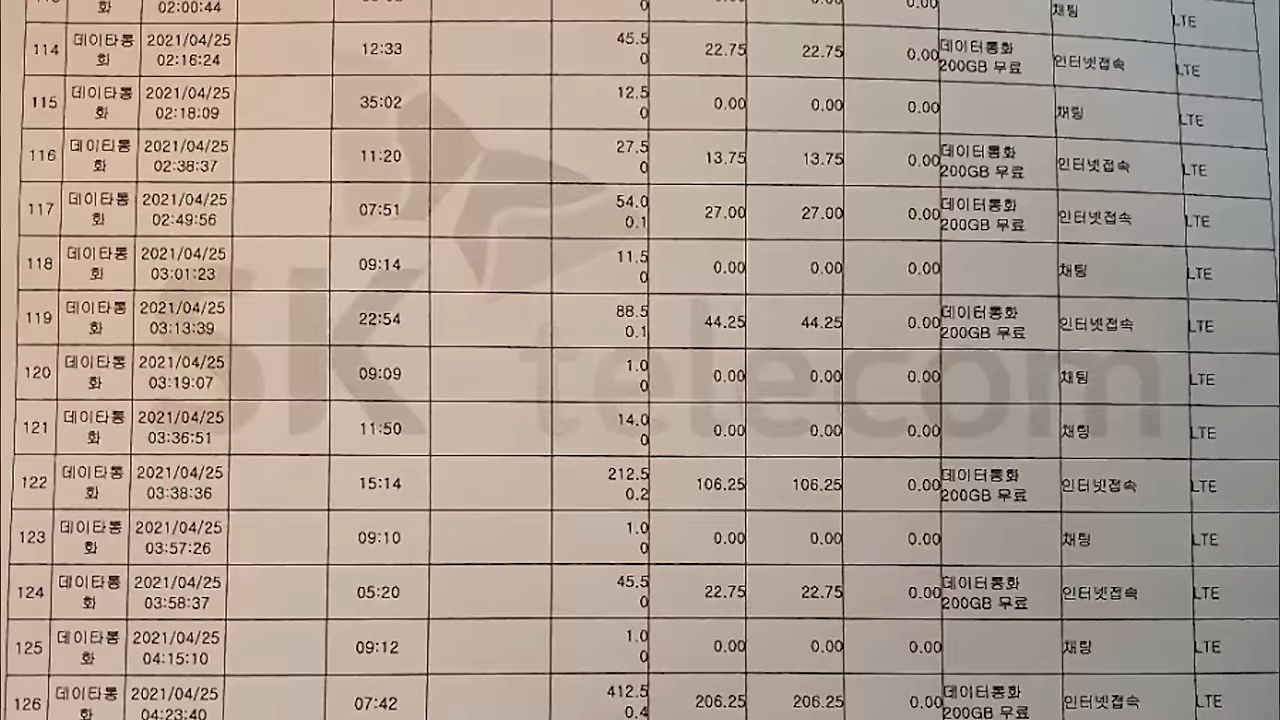 화 02:00:44 0 0.00 0.00 0.00 채팅 LTE
114 데이타통 2021/04/25 12:33 45.5 22.75 22.75 0.00 데이터통화 인터넷접속 LTE
화 02:16:24 0 200GB 무료
115 데이타통 2021/04/25 35:02 12.5 0.00 0.00 0.00 채팅 LTE
화 02:18:09 0
116 데이타통 2021/04/25 11:20 27.5 13.75 13.75 0.00 데이터통화 인터넷접속 LTE
화 02:38:37 0 200GB 무료
117 데이타통 2021/04/25 07:51 54.0 27.00 27.00 0.00 데이터통화 인터넷접속 LTE
화 02:49:56 0.1 200GB 무료
118 데이타통 2021/04/25 09:14 11.5 0.00 0.00 0.00 채팅 LTE
화 03:01:23 0
119 데이타통 2021/04/25 22:54 88.5 44.25 44.25 0.00 데이터통화 인터넷접속 LTE
화 03:13:39 0.1 200GB 무료
120 데이타통 2021/04/25 09:09 1.0 0.00 0.00 0.00 채팅 LTE
화 03:19:07 0
SK telecom
121 데이타통 2021/04/25 11:50 14.0 0.00 0.00 0.00 채팅 LTE
화 03:36:51 0
122 데이타통 2021/04/25 15:14 212.5 106.25 106.25 0.00 데이터통화 인터넷접속 LTE
화 03:38:36 0.2 200GB 무료
123 데이타통 2021/04/25 09:10 1.0 0.00 0.00 0.00 채팅 LTE
화 03:57:26 0
124 데이타통 2021/04/25 05:20 45.5 22.75 22.75 0.00 데이터통화 인터넷접속 LTE
화 03:58:37 0 200GB 무료
125 데이타통 2021/04/25 09:12 1.0 0.00 0.00 0.00 채팅 LTE
화 04:15:10 0
126 데이타통 2021/04/25 07:42 412.5 206.25 206.25 0.00 데이터통화 인터넷접속 LTE
화 04:23:40 0.4 200GB 무료